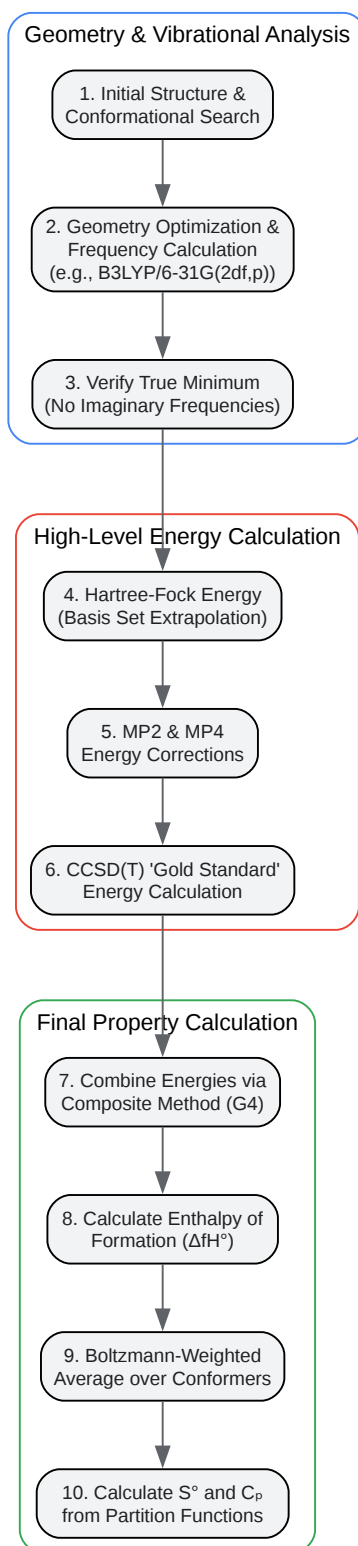 Geometry & Vibrational Analysis
1. Initial Structure &
Conformational Search
2. Geometry Optimization &
Frequency Calculation
(e.g., B3LYP/6-31G(2df,p))
3. Verify True Minimum
(No Imaginary Frequencies)
High-Level Energy Calculation
4. Hartree-Fock Energy
(Basis Set Extrapolation)
5. MP2 & MP4
Energy Corrections
6. CCSD(T) 'Gold Standard'
Energy Calculation
Final Property Calculation
7. Combine Energies via
Composite Method (G4)
8. Calculate Enthalpy of
Formation (ΔfH°)
9. Boltzmann-Weighted
Average over Conformers
10. Calculate S° and Cₚ
from Partition Functions